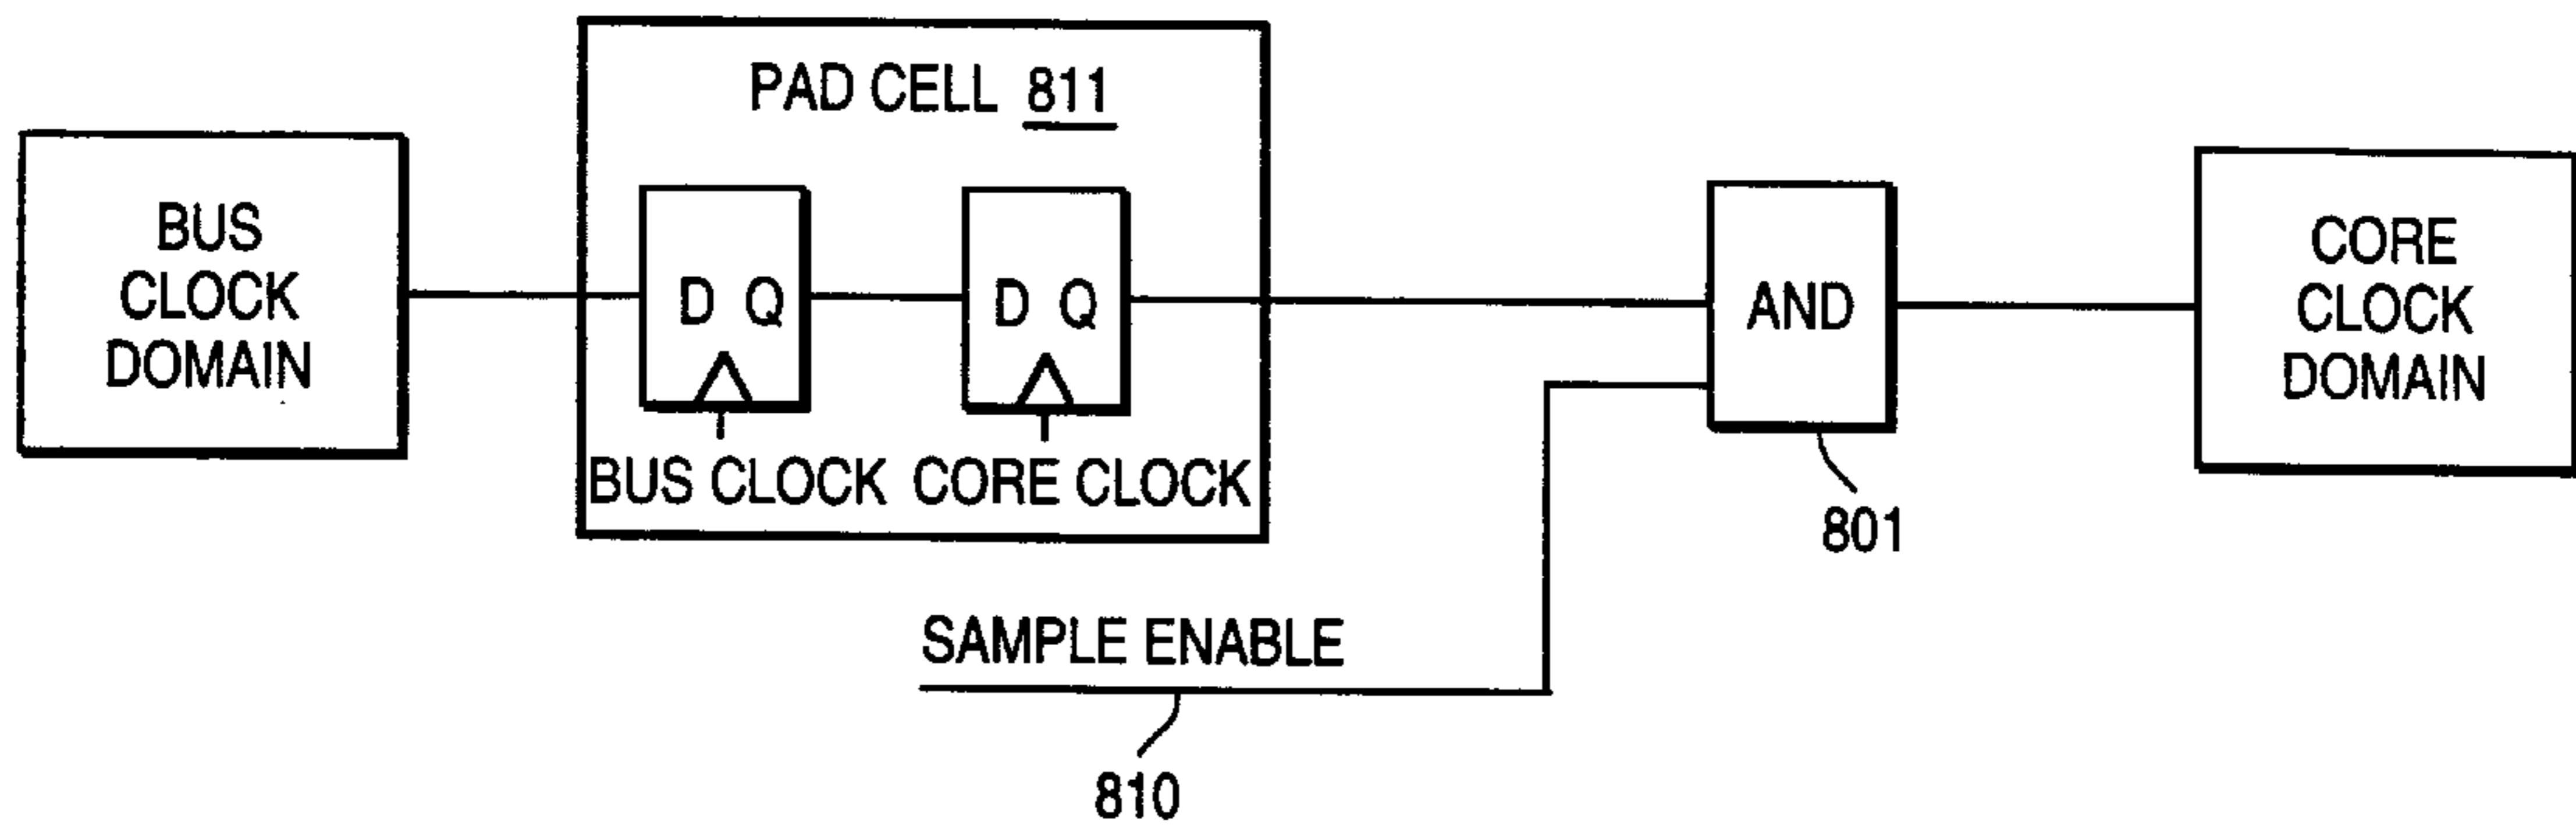 PAD CELL 811
BUS
CLOCK
DOMAIN
D Q
D Q
BUS CLOCK
CORE CLOCK
AND
801
CORE
CLOCK
DOMAIN
SAMPLE ENABLE
810